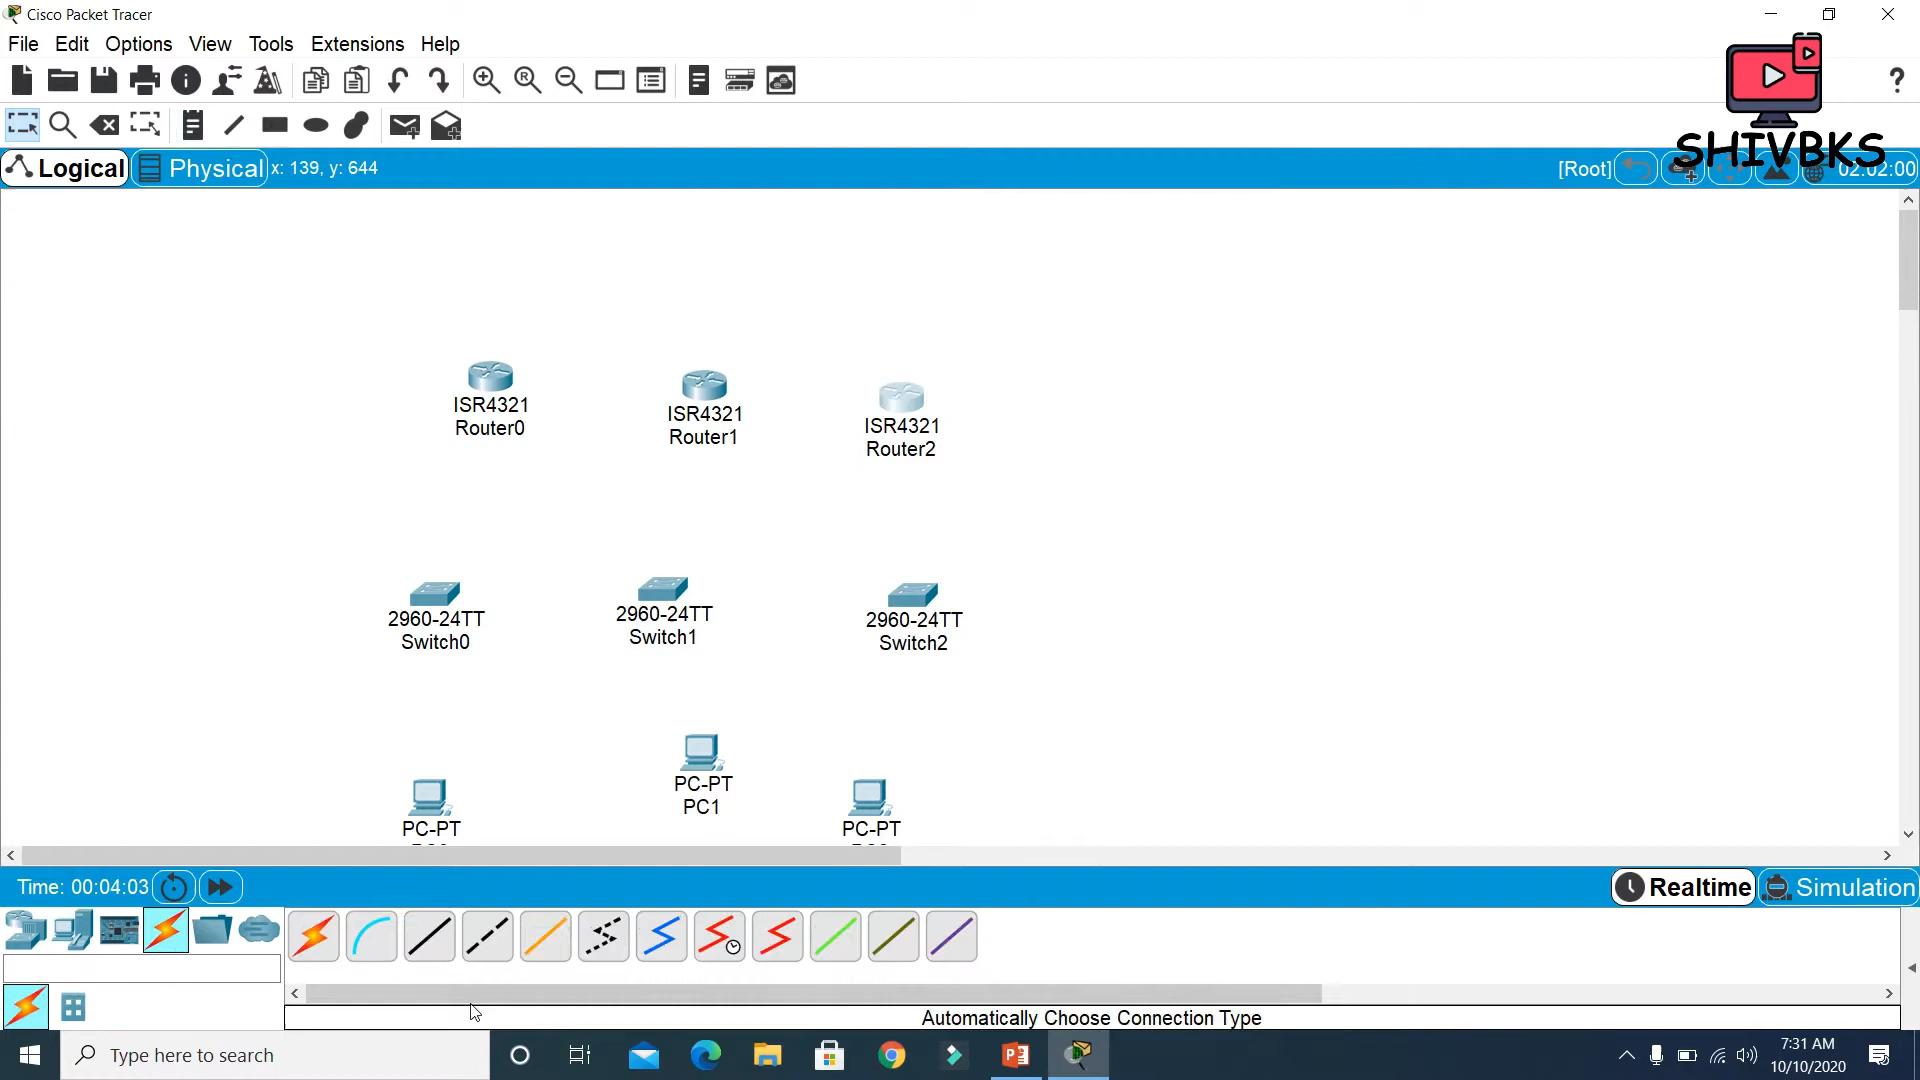 Cisco Packet Tracer
File Edit Options View Tools Extensions Help
SHIVBKS
Logical Physical x: 139, y: 644 [Root] 02:02:00
ISR4321
Router0
ISR4321
Router1
ISR4321
Router2
2960-24TT
Switch0
2960-24TT
Switch1
2960-24TT
Switch2
PC-PT
PC1
PC-PT
PC-PT
Time: 00:04:03 Realtime Simulation
Automatically Choose Connection Type
Type here to search
7:31 AM
10/10/2020